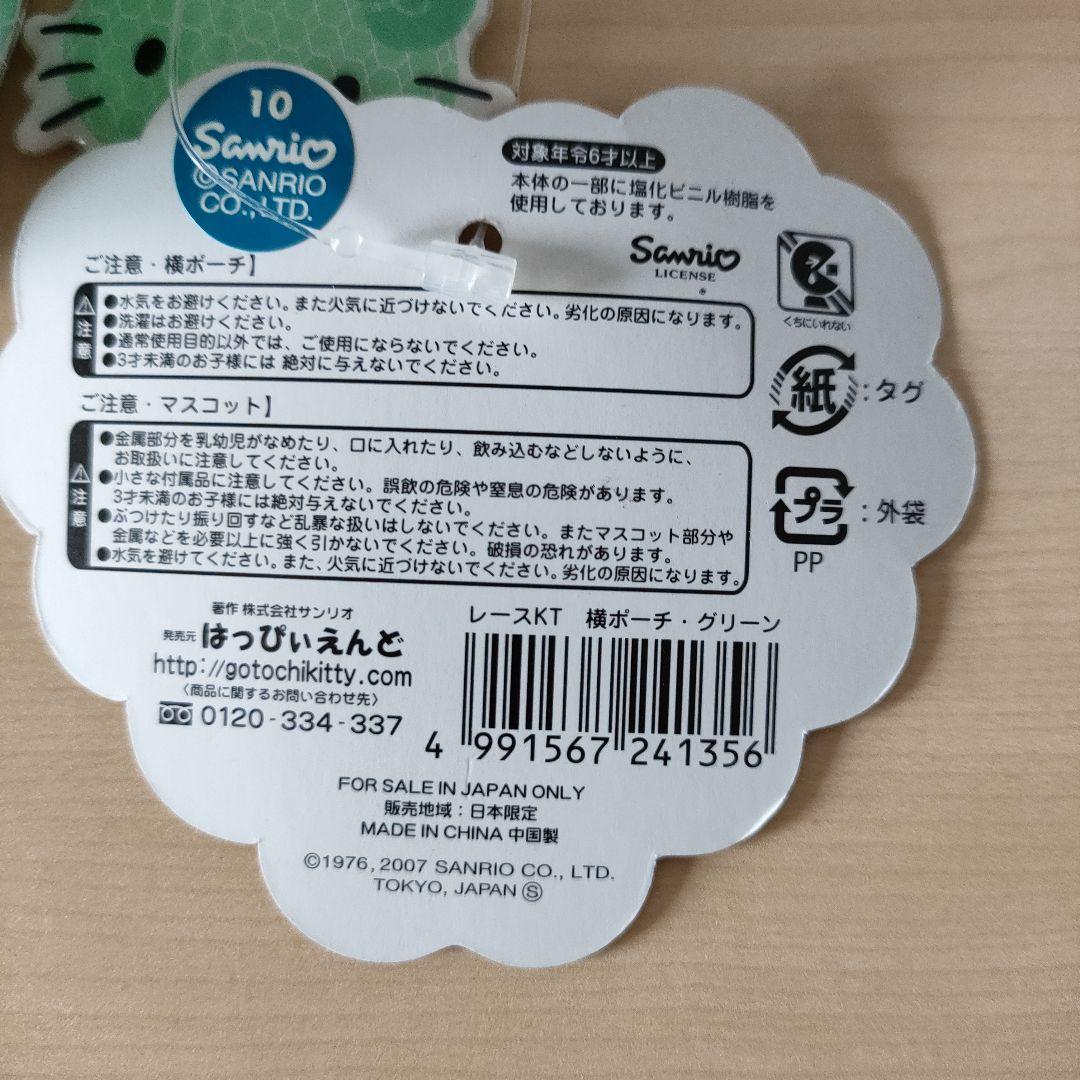 10
Sanrio
©SANRIO
CO., LTD.
対象年令6才以上
本体の一部に塩化ビニル樹脂を
使用しております。
Sanrio
LICENSE
®
くちにいれない
ご注意・横ポーチ】
注意
●水気をお避けください。また火気に近づけないでください。劣化の原因になります。
●洗濯はお避けください。
●通常使用目的以外では、ご使用にならないでください。
●3才未満のお子様には 絶対に与えないでください。
紙:タグ
ご注意・マスコット】
注意
●金属部分を乳幼児がなめたり、口に入れたり、飲み込むなどしないように、
お取扱いに注意してください。
●小さな付属品に注意してください。誤飲の危険や窒息の危険があります。
3才未満のお子様には絶対与えないでください。
●ぶつけたり振り回すなど乱暴な扱いはしないでください。またマスコット部分や
金属などを必要以上に強く引かないでください。破損の恐れがあります。
●水気を避けてください。また、火気に近づけないでください。劣化の原因になります。
プラ:外袋
PP
著作 株式会社サンリオ
発売元 はっぴぃえんど
http://gotochikitty.com
〈商品に関するお問い合わせ先〉
0120-334-337
レースKT 横ポーチ・グリーン
4 991567 241356
FOR SALE IN JAPAN ONLY
販売地域:日本限定
MADE IN CHINA 中国製
©1976, 2007 SANRIO CO., LTD.
TOKYO, JAPAN Ⓢ